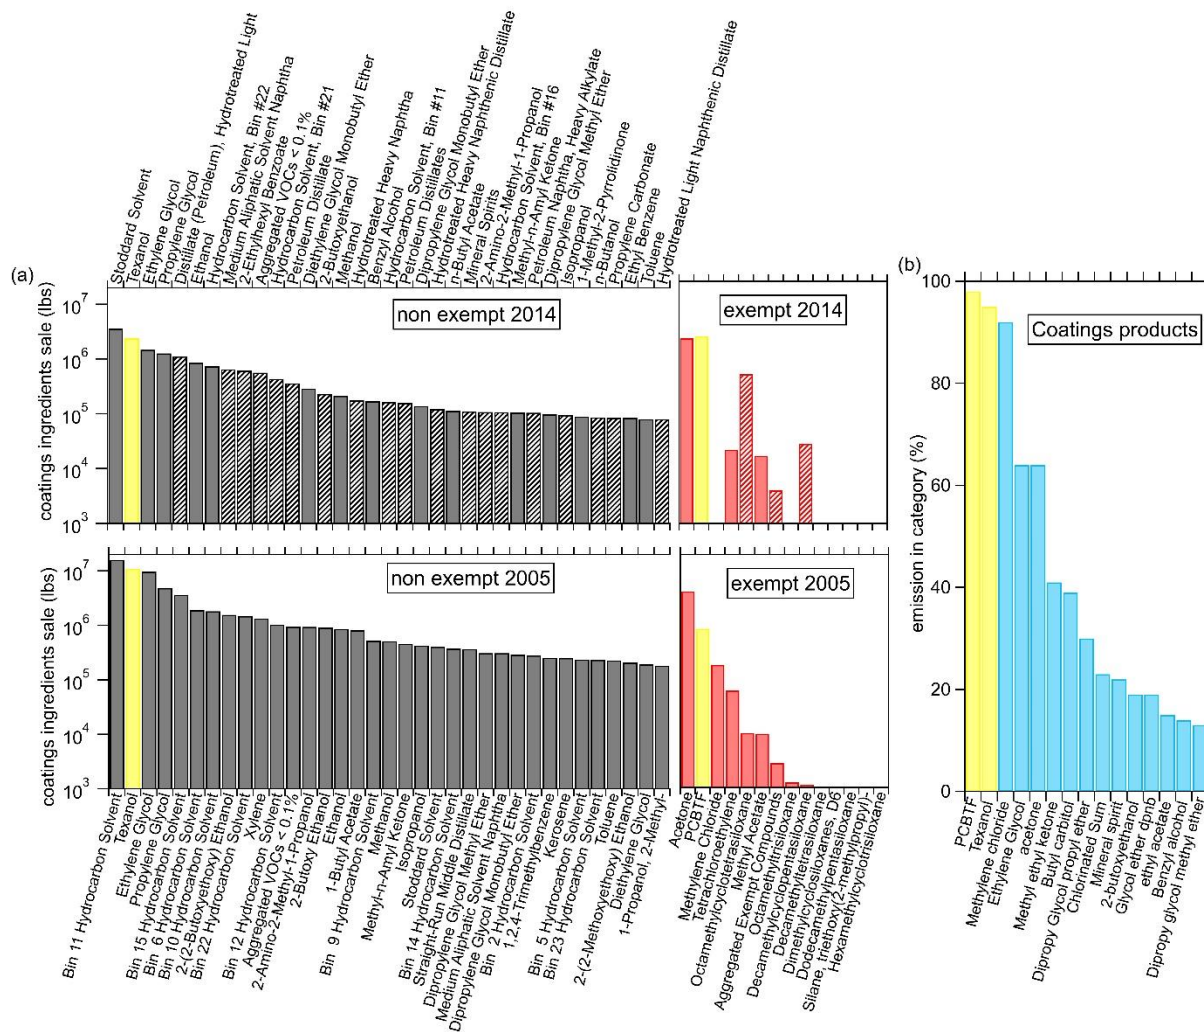 Stoddard Solvent
Texanol
Ethylene Glycol
Propylene Glycol
Distillate (Petroleum), Hydrotreated Light
Ethanol
Hydrocarbon Solvent, Bin #22
Medium Aliphatic Solvent Naphtha
2-Ethylhexyl Benzoate
Aggregated VOCs < 0.1%
Hydrocarbon Solvent, Bin #21
Petroleum Distillate
Diethylene Glycol Monobutyl Ether
2-Butoxyethanol
Methanol
Hydrotreated Heavy Naphtha
Benzyl Alcohol
Hydrocarbon Solvent, Bin #11
Petroleum Distillates
Dipropylene Glycol Monobutyl Ether
Hydrotreated Heavy Naphthenic Distillate
n-Butyl Acetate
Mineral Spirits
2-Amino-2-Methyl-1-Propanol
Hydrocarbon Solvent, Bin #16
Methyl-n-Amyl Ketone
Petroleum Naphtha, Heavy Alkylate
Dipropylene Glycol Methyl Ether
Isopropanol
1-Methyl-2-Pyrrolidinone
n-Butanol
Propylene Carbonate
Ethyl Benzene
Toluene
Hydrotreated Light Naphthenic Distillate
(a)
coatings ingredients sale (lbs)
10^7
10^6
10^5
10^4
10^3
non exempt 2014
exempt 2014
coatings ingredients sale (lbs)
10^7
10^6
10^5
10^4
10^3
non exempt 2005
exempt 2005
Bin 11 Hydrocarbon Solvent
Texanol
Ethylene Glycol
Propylene Glycol
Bin 15 Hydrocarbon Solvent
Bin 6 Hydrocarbon Solvent
Bin 10 Hydrocarbon Solvent
2-(2-Butoxyethoxy) Ethanol
Bin 22 Hydrocarbon Solvent
Xylene
Bin 12 Hydrocarbon Solvent
Aggregated VOCs < 0.1%
2-Amino-2-Methyl-1-Propanol
2-Butoxy Ethanol
Ethanol
1-Butyl Acetate
Bin 9 Hydrocarbon Solvent
Methanol
Methyl-n-Amyl Ketone
Isopropanol
Stoddard Solvent
Bin 14 Hydrocarbon Solvent
Straight-Run Middle Distillate
Dipropylene Glycol Methyl Ether
Medium Aliphatic Solvent Naphtha
Dipropylene Glycol Monobutyl Ether
Bin 2 Hydrocarbon Solvent
1,2,4-Trimethylbenzene
Kerosene
Bin 5 Hydrocarbon Solvent
Bin 23 Hydrocarbon Solvent
Toluene
2-(2-Methoxyethoxy) Ethanol
Diethylene Glycol
1-Propanol, 2-Methyl-
Acetone
PCBTF
Methylene Chloride
Tetrachloroethylene
Octamethylcyclotetrasiloxane
Methyl Acetate
Aggregated Exempt Compounds
Octamethyltrisiloxane
Decamethylcyclopentasiloxane
Decamethyltetrasiloxane
Dimethylcyclosiloxanes, D6
Dodecamethylpentasiloxane
Silane, triethoxy(2-methylpropyl)-
Hexamethylcyclotrisiloxane
(b)
emission in category (%)
100
80
60
40
20
0
Coatings products
PCBTF
Texanol
Methylene chloride
Ethylene Glycol
acetone
Methyl ethyl ketone
Butyl carbitol
Dipropy Glycol propyl ether
Chlorinated Sum
Mineral spirit
2-butoxyethanol
Glycol ether dpnb
ethyl acetate
Benzyl alcohol
Dipropy glycol methyl ether